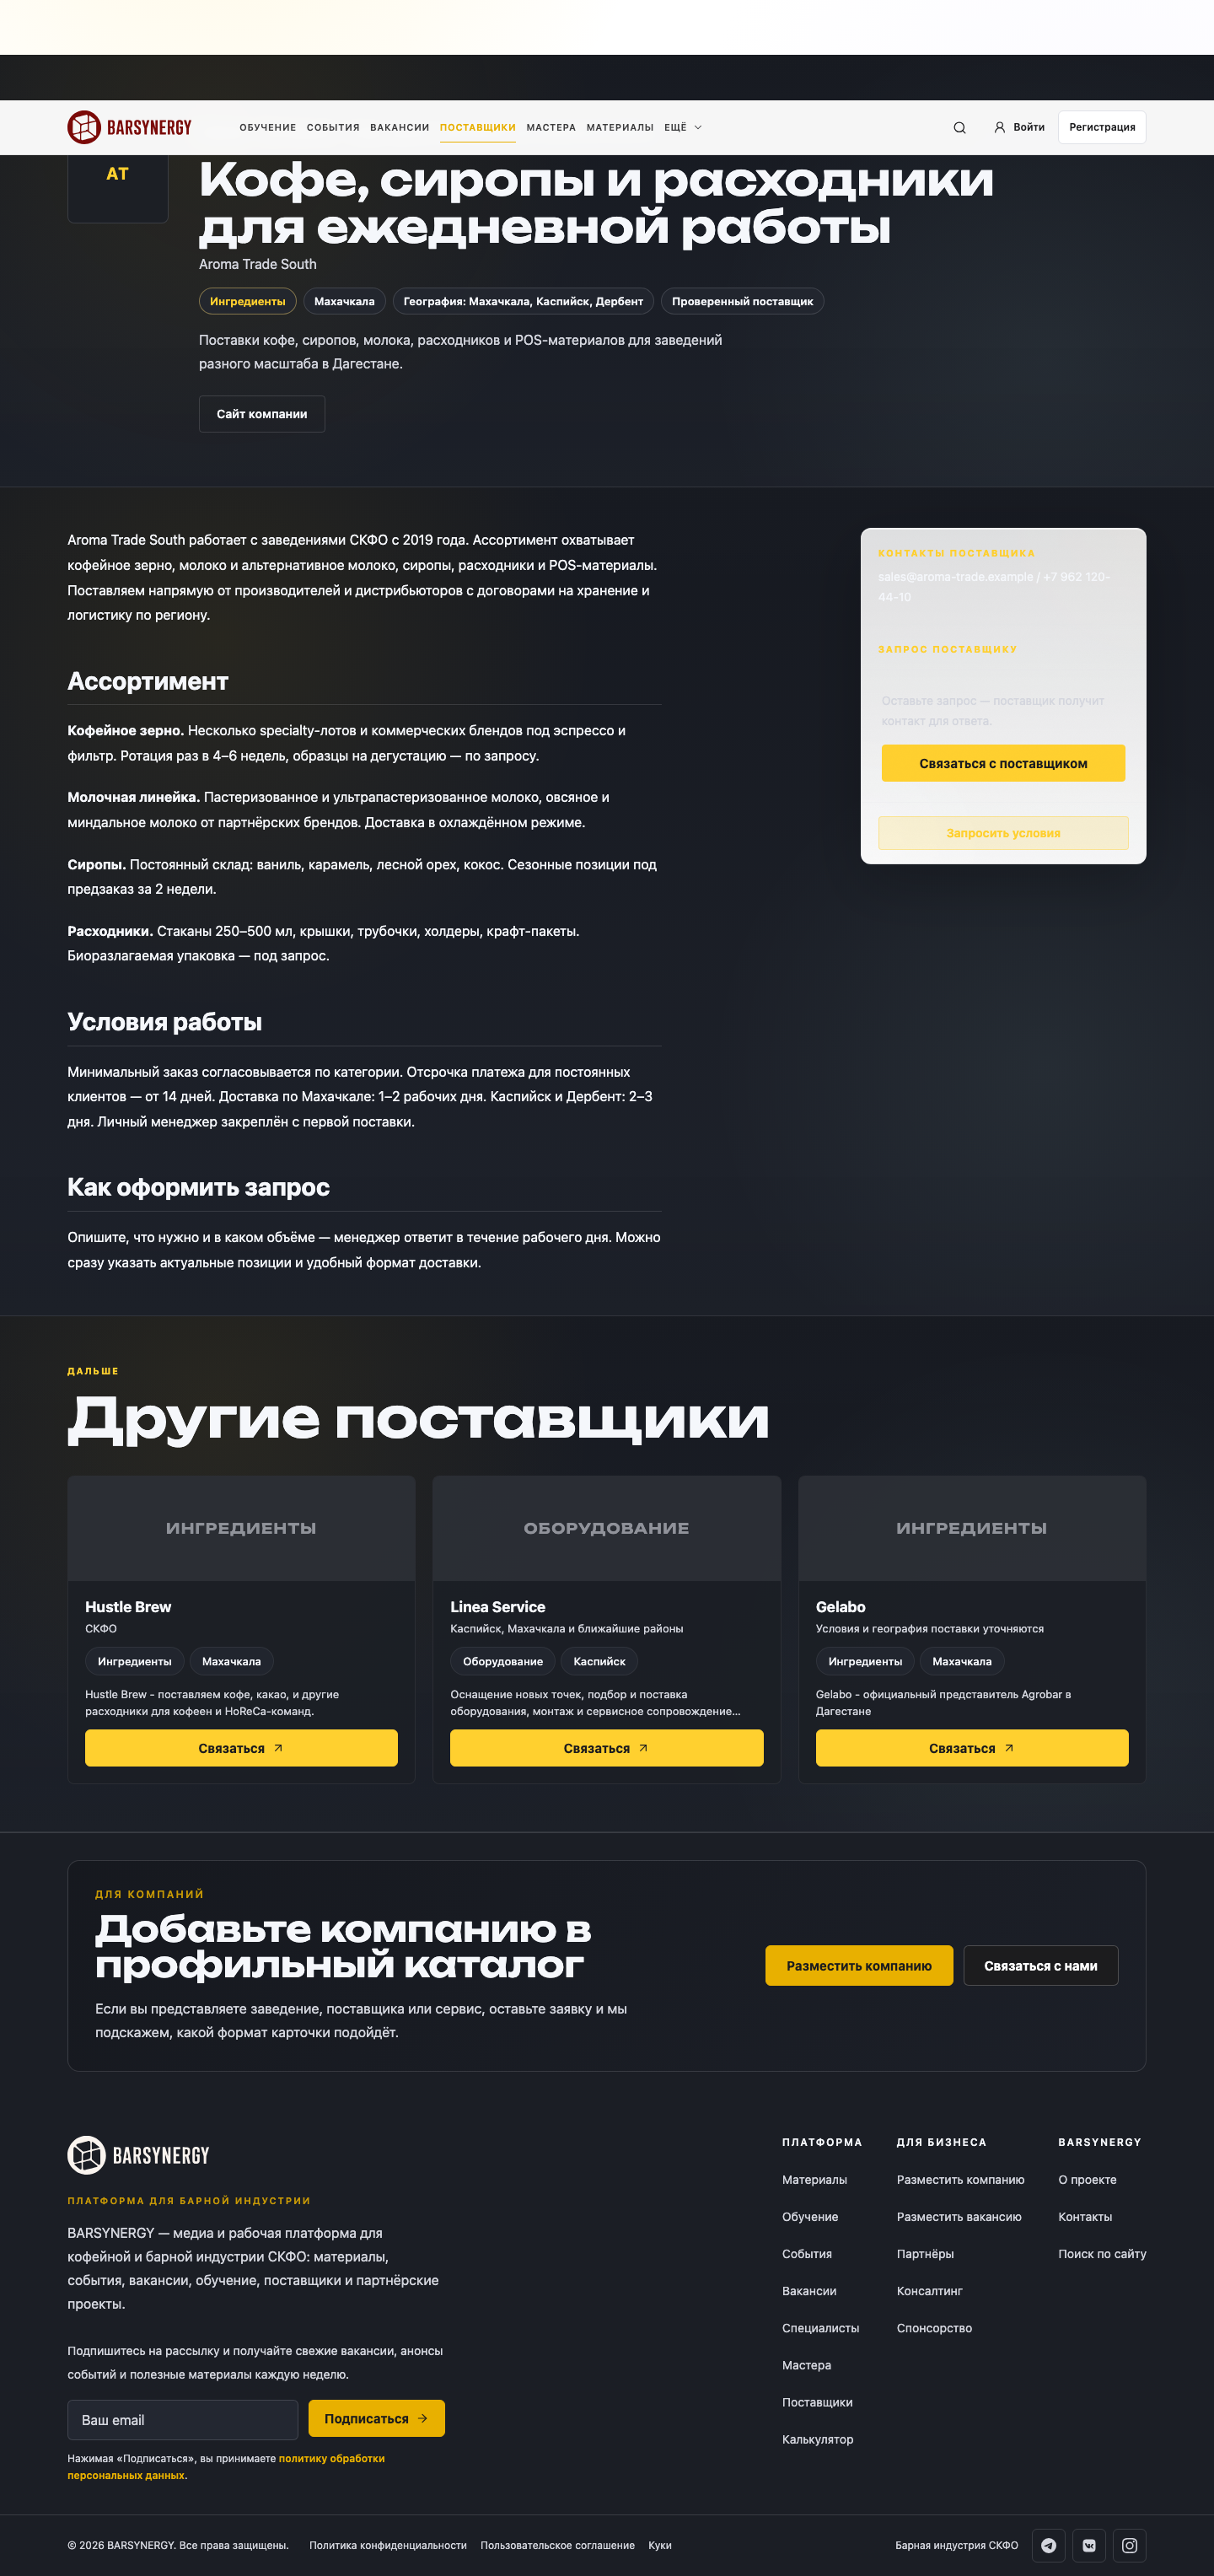 BARSYNERGY
ОБУЧЕНИЕ СОБЫТИЯ ВАКАНСИИ ПОСТАВЩИКИ МАСТЕРА МАТЕРИАЛЫ ЕЩЁ
Войти
Регистрация
AT
Кофе, сиропы и расходники
для ежедневной работы
Aroma Trade South
Ингредиенты Махачкала География: Махачкала, Каспийск, Дербент Проверенный поставщик
Поставки кофе, сиропов, молока, расходников и POS-материалов для заведений
разного масштаба в Дагестане.
Сайт компании
Aroma Trade South работает с заведениями СКФО с 2019 года. Ассортимент охватывает
кофейное зерно, молоко и альтернативное молоко, сиропы, расходники и POS-материалы.
Поставляем напрямую от производителей и дистрибьюторов с договорами на хранение и
логистику по региону.
Ассортимент
Кофейное зерно. Несколько specialty-лотов и коммерческих блендов под эспрессо и
фильтр. Ротация раз в 4–6 недель, образцы на дегустацию — по запросу.
Молочная линейка. Пастеризованное и ультрапастеризованное молоко, овсяное и
миндальное молоко от партнёрских брендов. Доставка в охлаждённом режиме.
Сиропы. Постоянный склад: ваниль, карамель, лесной орех, кокос. Сезонные позиции под
предзаказ за 2 недели.
Расходники. Стаканы 250–500 мл, крышки, трубочки, холдеры, крафт-пакеты.
Биоразлагаемая упаковка — под запрос.
Условия работы
Минимальный заказ согласовывается по категории. Отсрочка платежа для постоянных
клиентов — от 14 дней. Доставка по Махачкале: 1–2 рабочих дня. Каспийск и Дербент: 2–3
дня. Личный менеджер закреплён с первой поставки.
Как оформить запрос
Опишите, что нужно и в каком объёме — менеджер ответит в течение рабочего дня. Можно
сразу указать актуальные позиции и удобный формат доставки.
КОНТАКТЫ ПОСТАВЩИКА
sales@aroma-trade.example / +7 962 120-
44-10
ЗАПРОС ПОСТАВЩИКУ
Оставьте запрос — поставщик получит
контакт для ответа.
Связаться с поставщиком
Запросить условия
ДАЛЬШЕ
Другие поставщики
ИНГРЕДИЕНТЫ
Hustle Brew
СКФО
Ингредиенты Махачкала
Hustle Brew - поставляем кофе, какао, и другие
расходники для кофеен и HoReCa-команд.
Связаться
ОБОРУДОВАНИЕ
Linea Service
Каспийск, Махачкала и ближайшие районы
Оборудование Каспийск
Оснащение новых точек, подбор и поставка
оборудования, монтаж и сервисное сопровождение...
Связаться
ИНГРЕДИЕНТЫ
Gelabo
Условия и география поставки уточняются
Ингредиенты Махачкала
Gelabo - официальный представитель Agrobar в
Дагестане
Связаться
ДЛЯ КОМПАНИЙ
Добавьте компанию в
профильный каталог
Если вы представляете заведение, поставщика или сервис, оставьте заявку и мы
подскажем, какой формат карточки подойдёт.
Разместить компанию
Связаться с нами
BARSYNERGY
ПЛАТФОРМА ДЛЯ БАРНОЙ ИНДУСТРИИ
BARSYNERGY — медиа и рабочая платформа для
кофейной и барной индустрии СКФО: материалы,
события, вакансии, обучение, поставщики и партнёрские
проекты.
Подпишитесь на рассылку и получайте свежие вакансии, анонсы
событий и полезные материалы каждую неделю.
Ваш email
Подписаться
Нажимая «Подписаться», вы принимаете политику обработки
персональных данных.
ПЛАТФОРМА
Материалы
Обучение
События
Вакансии
Специалисты
Мастера
Поставщики
Калькулятор
ДЛЯ БИЗНЕСА
Разместить компанию
Разместить вакансию
Партнёры
Консалтинг
Спонсорство
BARSYNERGY
О проекте
Контакты
Поиск по сайту
© 2026 BARSYNERGY. Все права защищены. Политика конфиденциальности Пользовательское соглашение Куки
Барная индустрия СКФО